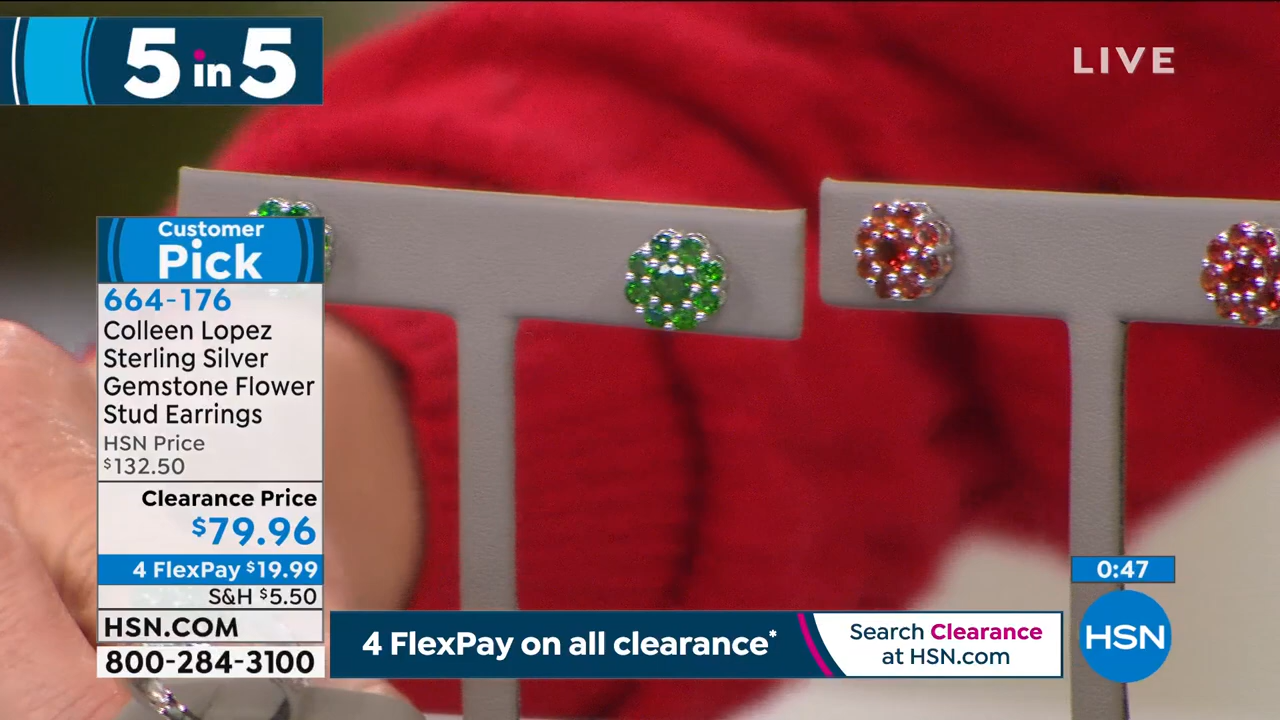 5 in 5
LIVE
Customer
Pick
664-176
Colleen Lopez
Sterling Silver
Gemstone Flower
Stud Earrings
HSN Price
$132.50
Clearance Price
$79.96
4 FlexPay $19.99
S&H $5.50
HSN.COM
800-284-3100
4 FlexPay on all clearance*
Search Clearance
at HSN.com
0:47
HSN